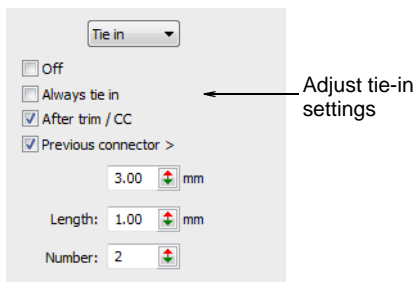 Tie in
Off
Always tie in
After trim / CC
Previous connector >
3.00 mm
Length: 1.00 mm
Number: 2
Adjust tie-in
settings